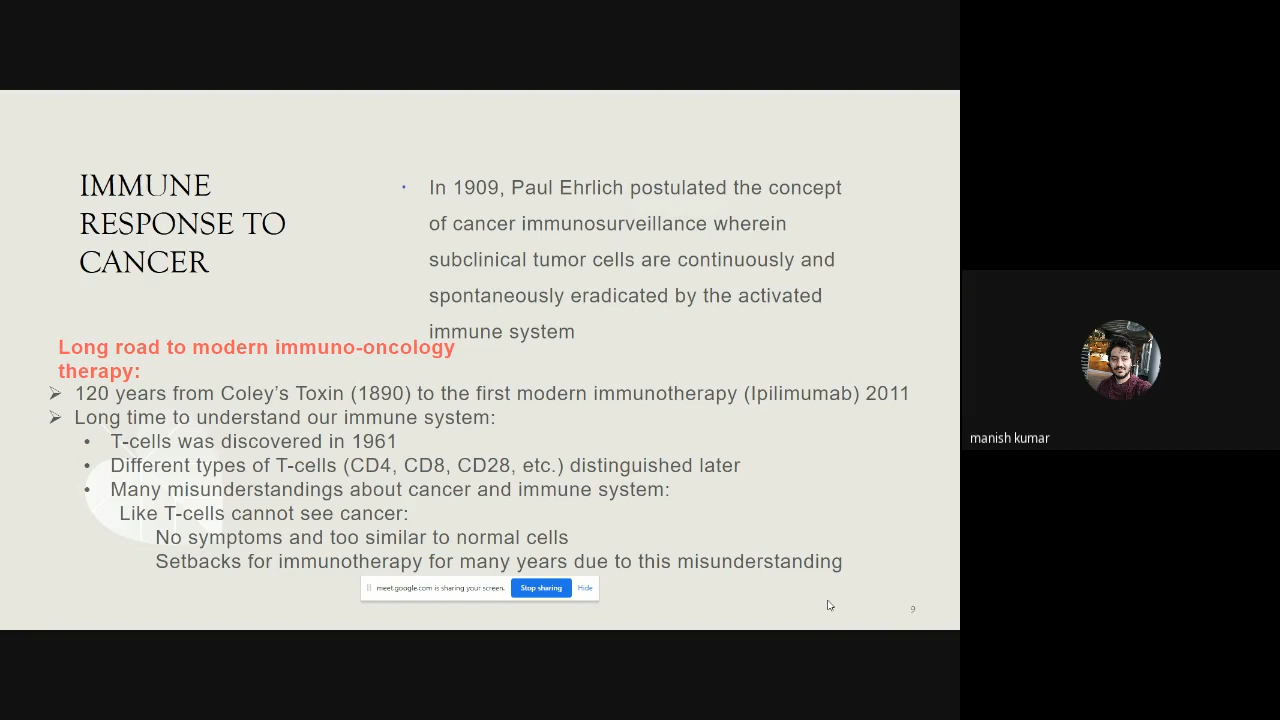 IMMUNE
RESPONSE TO
CANCER
• In 1909, Paul Ehrlich postulated the concept
of cancer immunosurveillance wherein
subclinical tumor cells are continuously and
spontaneously eradicated by the activated
immune system
Long road to modern immuno-oncology
therapy:
➢ 120 years from Coley’s Toxin (1890) to the first modern immunotherapy (Ipilimumab) 2011
➢ Long time to understand our immune system:
• T-cells was discovered in 1961
• Different types of T-cells (CD4, CD8, CD28, etc.) distinguished later
• Many misunderstandings about cancer and immune system:
Like T-cells cannot see cancer:
No symptoms and too similar to normal cells
Setbacks for immunotherapy for many years due to this misunderstanding
meet.google.com is sharing your screen. Stop sharing Hide
9
manish kumar